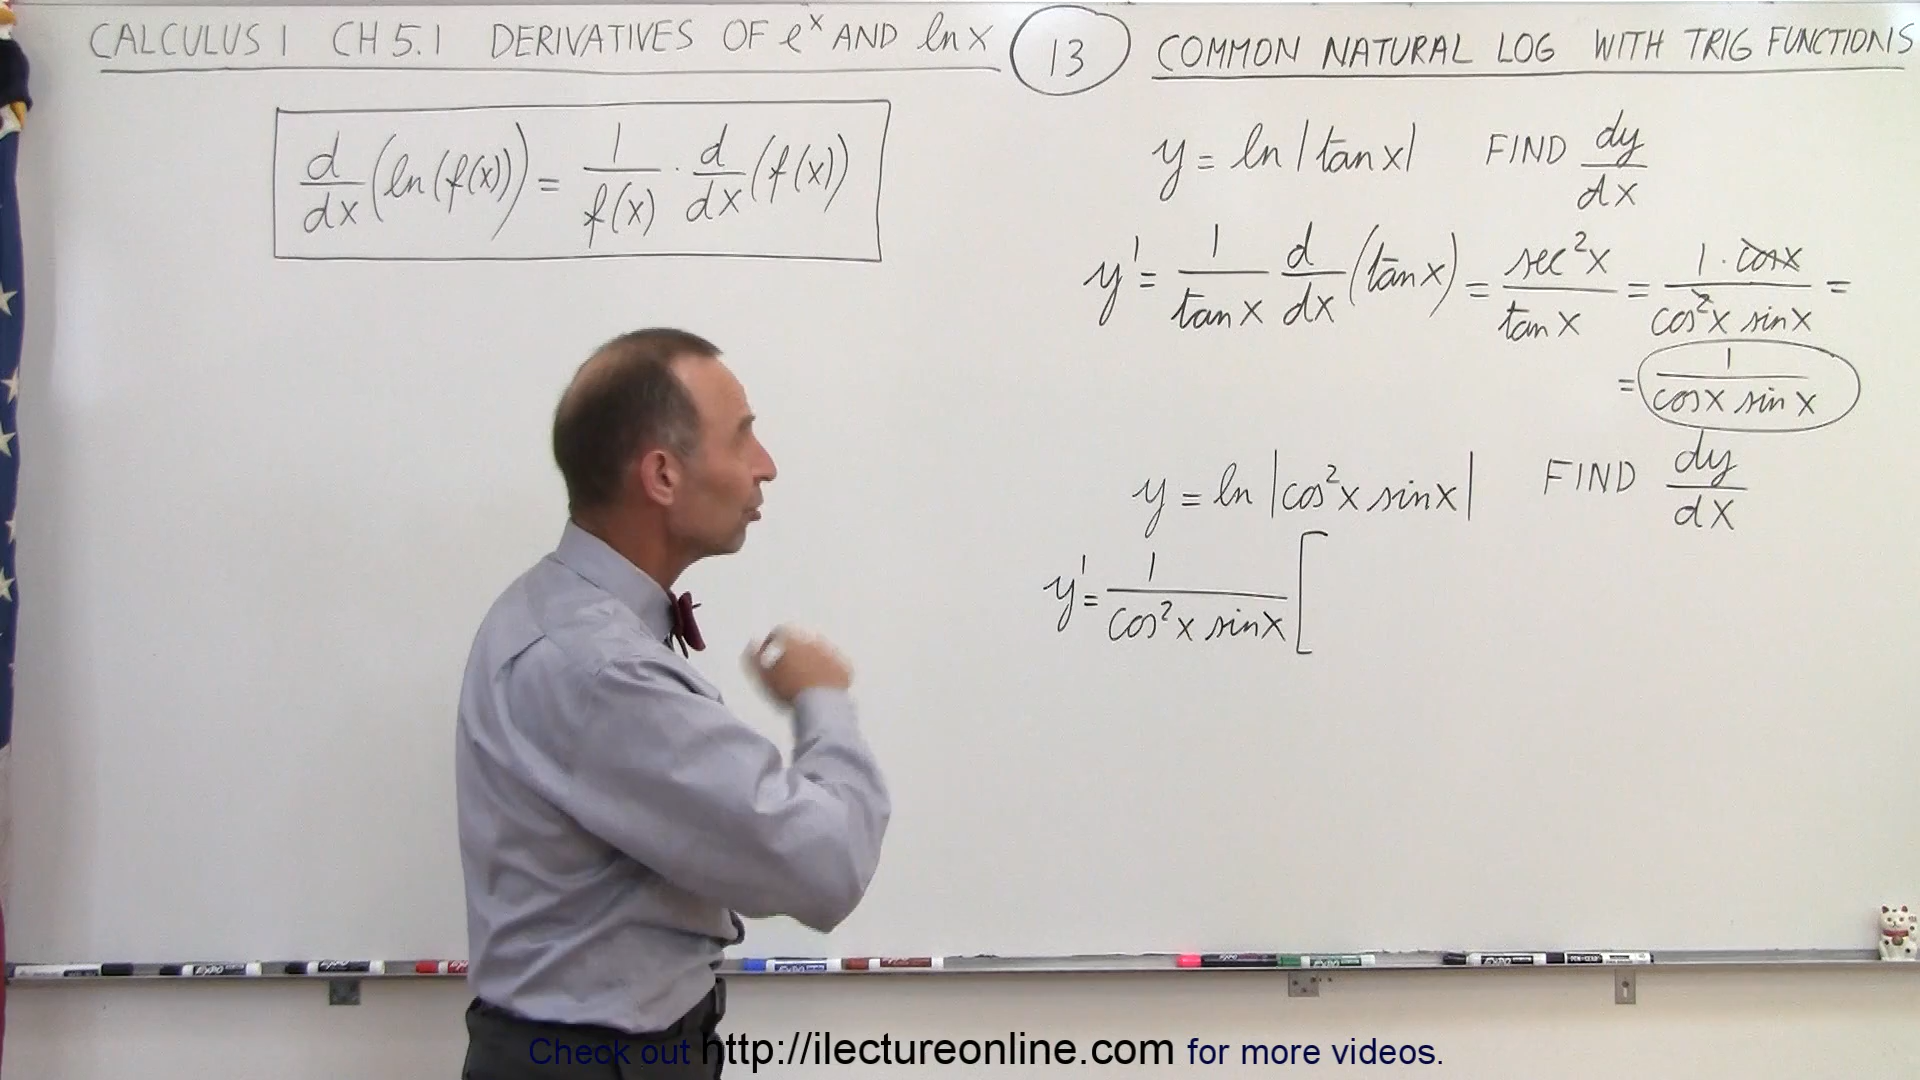 CALCULUS 1 CH 5.1 DERIVATIVES OF eˣ AND ln x 13 COMMON NATURAL LOG WITH TRIG FUNCTIONS
d/dx (ln(f(x))) = 1/f(x) · d/dx (f(x))
y = ln |tan x| FIND dy/dx
y' = 1/tan x d/dx (tan x) = sec²x/tan x = 1 · cos x/cos²x sin x =
= 1/cos x sin x
y = ln |cos²x sin x| FIND dy/dx
y' = 1/cos²x sin x [
Check out http://ilectureonline.com for more videos.